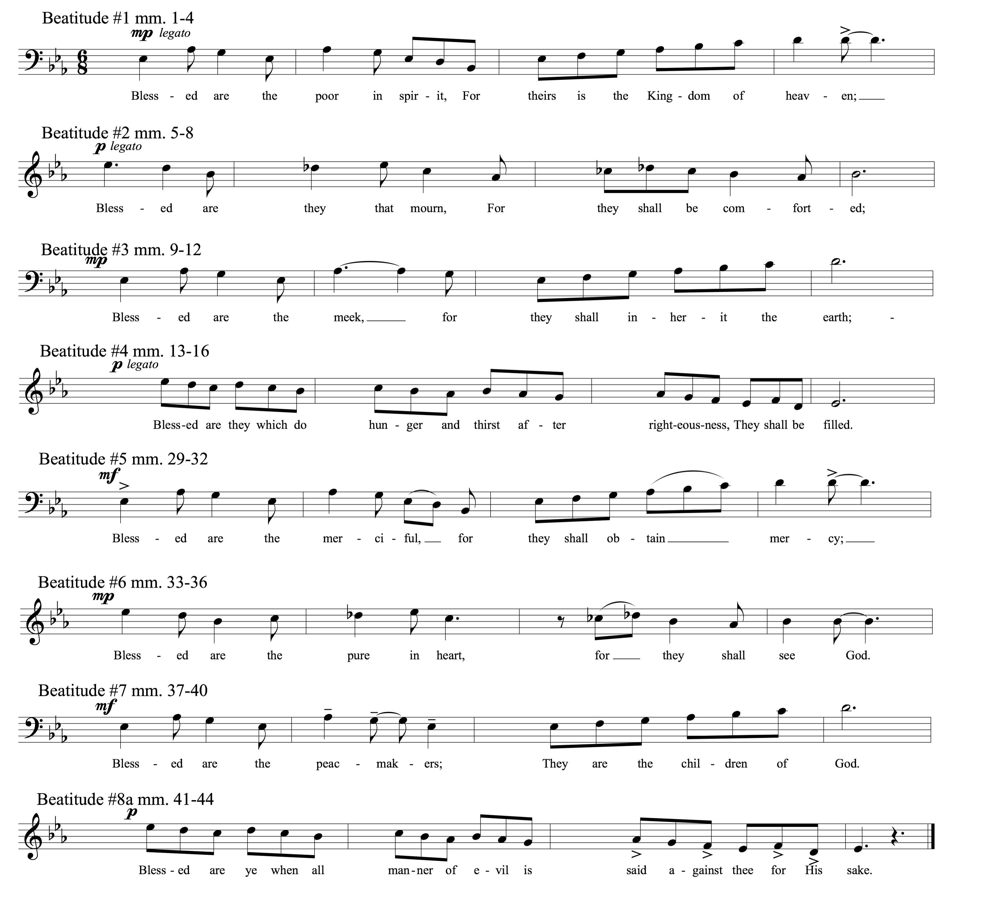 Beatitude #1 mm. 1-4
mp legato
6
8
Bless - ed are the poor in spir - it, For theirs is the King - dom of heav - en;
Beatitude #2 mm. 5-8
p legato
Bless - ed are they that mourn, For they shall be com - fort - ed;
Beatitude #3 mm. 9-12
mp
Bless - ed are the meek, for they shall in - her - it the earth; -
Beatitude #4 mm. 13-16
p legato
Bless-ed are they which do hun - ger and thirst af - ter right-eous-ness, They shall be filled.
Beatitude #5 mm. 29-32
mf
Bless - ed are the mer - ci - ful, for they shall ob - tain mer - cy;
Beatitude #6 mm. 33-36
mp
Bless - ed are the pure in heart, for they shall see God.
Beatitude #7 mm. 37-40
mf
Bless - ed are the peac - mak - ers; They are the chil - dren of God.
Beatitude #8a mm. 41-44
p
Bless - ed are ye when all man-ner of e - vil is said a - gainst thee for His sake.